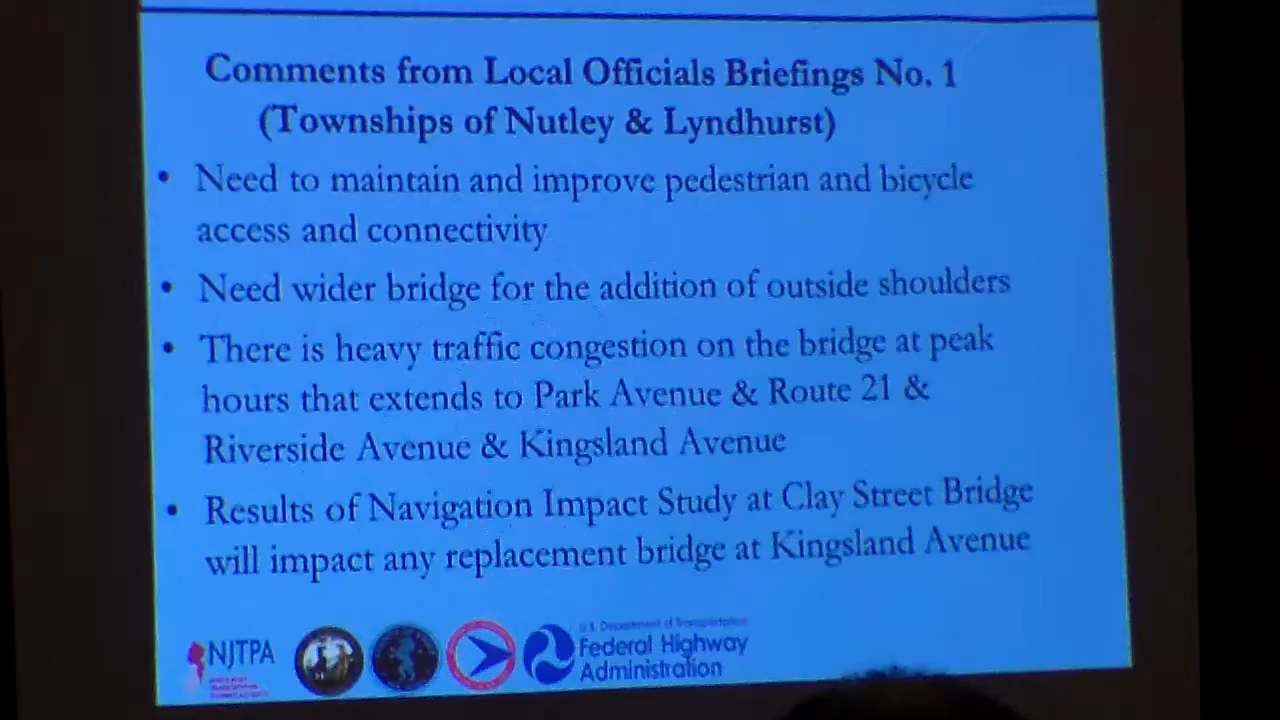 Comments from Local Officials Briefings No. 1
(Townships of Nutley & Lyndhurst)
• Need to maintain and improve pedestrian and bicycle
access and connectivity
• Need wider bridge for the addition of outside shoulders
• There is heavy traffic congestion on the bridge at peak
hours that extends to Park Avenue & Route 21 &
Riverside Avenue & Kingsland Avenue
• Results of Navigation Impact Study at Clay Street Bridge
will impact any replacement bridge at Kingsland Avenue
NJTPA
U.S. Department of Transportation
Federal Highway
Administration